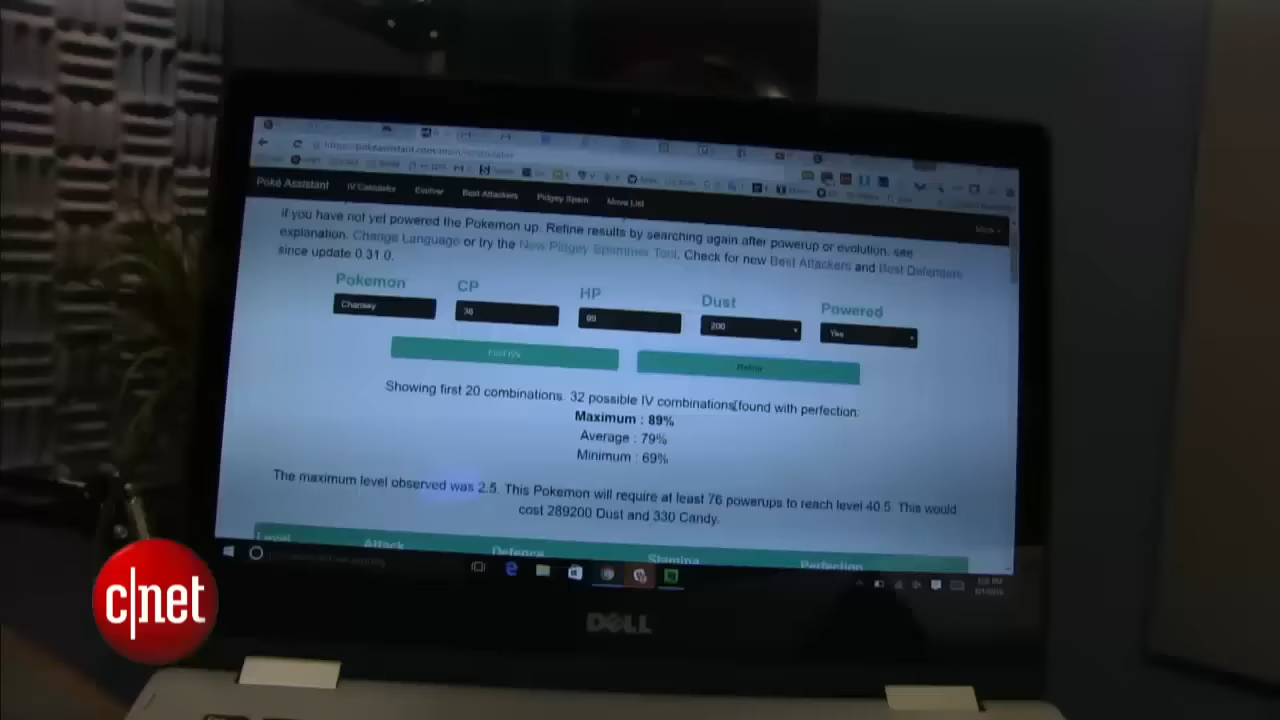 Poké Assistant IV Calculator Evolver Best Attackers Pidgey Spam Move List
if you have not yet powered the Pokemon up. Refine results by searching again after powerup or evolution, see
explanation. Change Language or try the New Pidgey Spammer Tool. Check for new Best Attackers and Best Defenders
since update 0.31.0.
Pokemon CP HP Dust Powered
Chansey 36 89 200 Yes
Find IVs Refine
Showing first 20 combinations. 32 possible IV combinations found with perfection:
Maximum : 89%
Average : 79%
Minimum : 69%
The maximum level observed was 2.5. This Pokemon will require at least 76 powerups to reach level 40.5. This would
cost 289200 Dust and 330 Candy.
Level Attack Defence Stamina Perfection
c|net
DELL